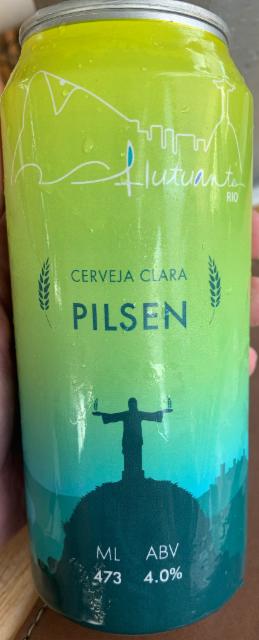 Flutuante
RIO
CERVEJA CLARA
PILSEN
ML ABV
473 4.0%